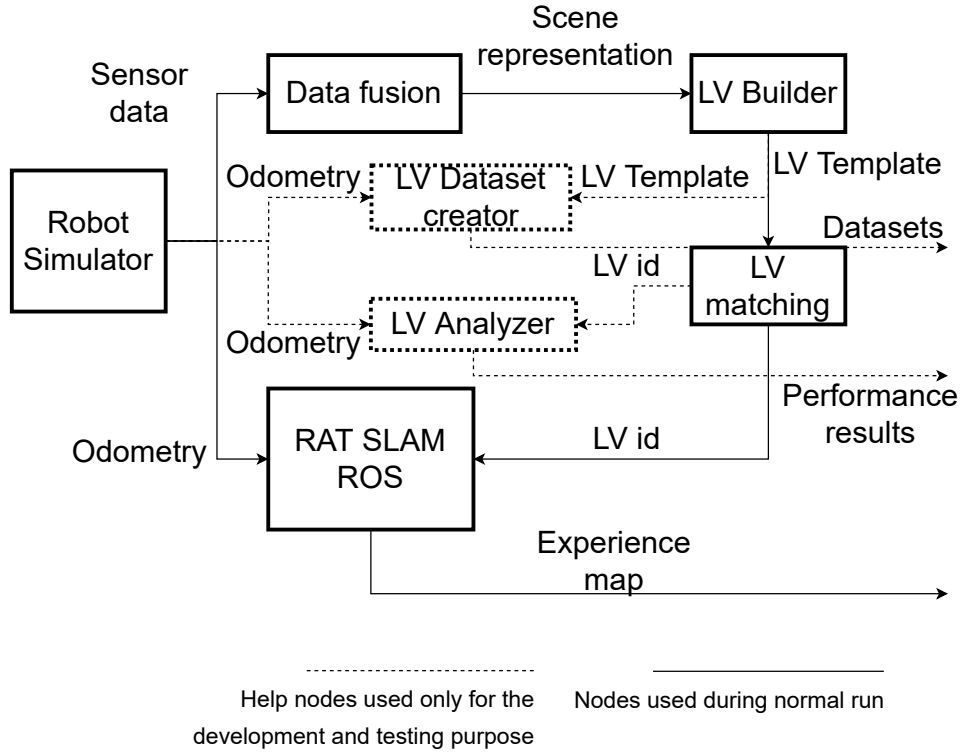 Scene
representation
Sensor
data
Data fusion
LV Builder
Odometry
LV Dataset
creator
LV Template
LV Template
Robot
Simulator
Datasets
LV id
LV
matching
LV Analyzer
Odometry
Performance
results
Odometry
RAT SLAM
ROS
LV id
Experience
map
Help nodes used only for the
development and testing purpose
Nodes used during normal run